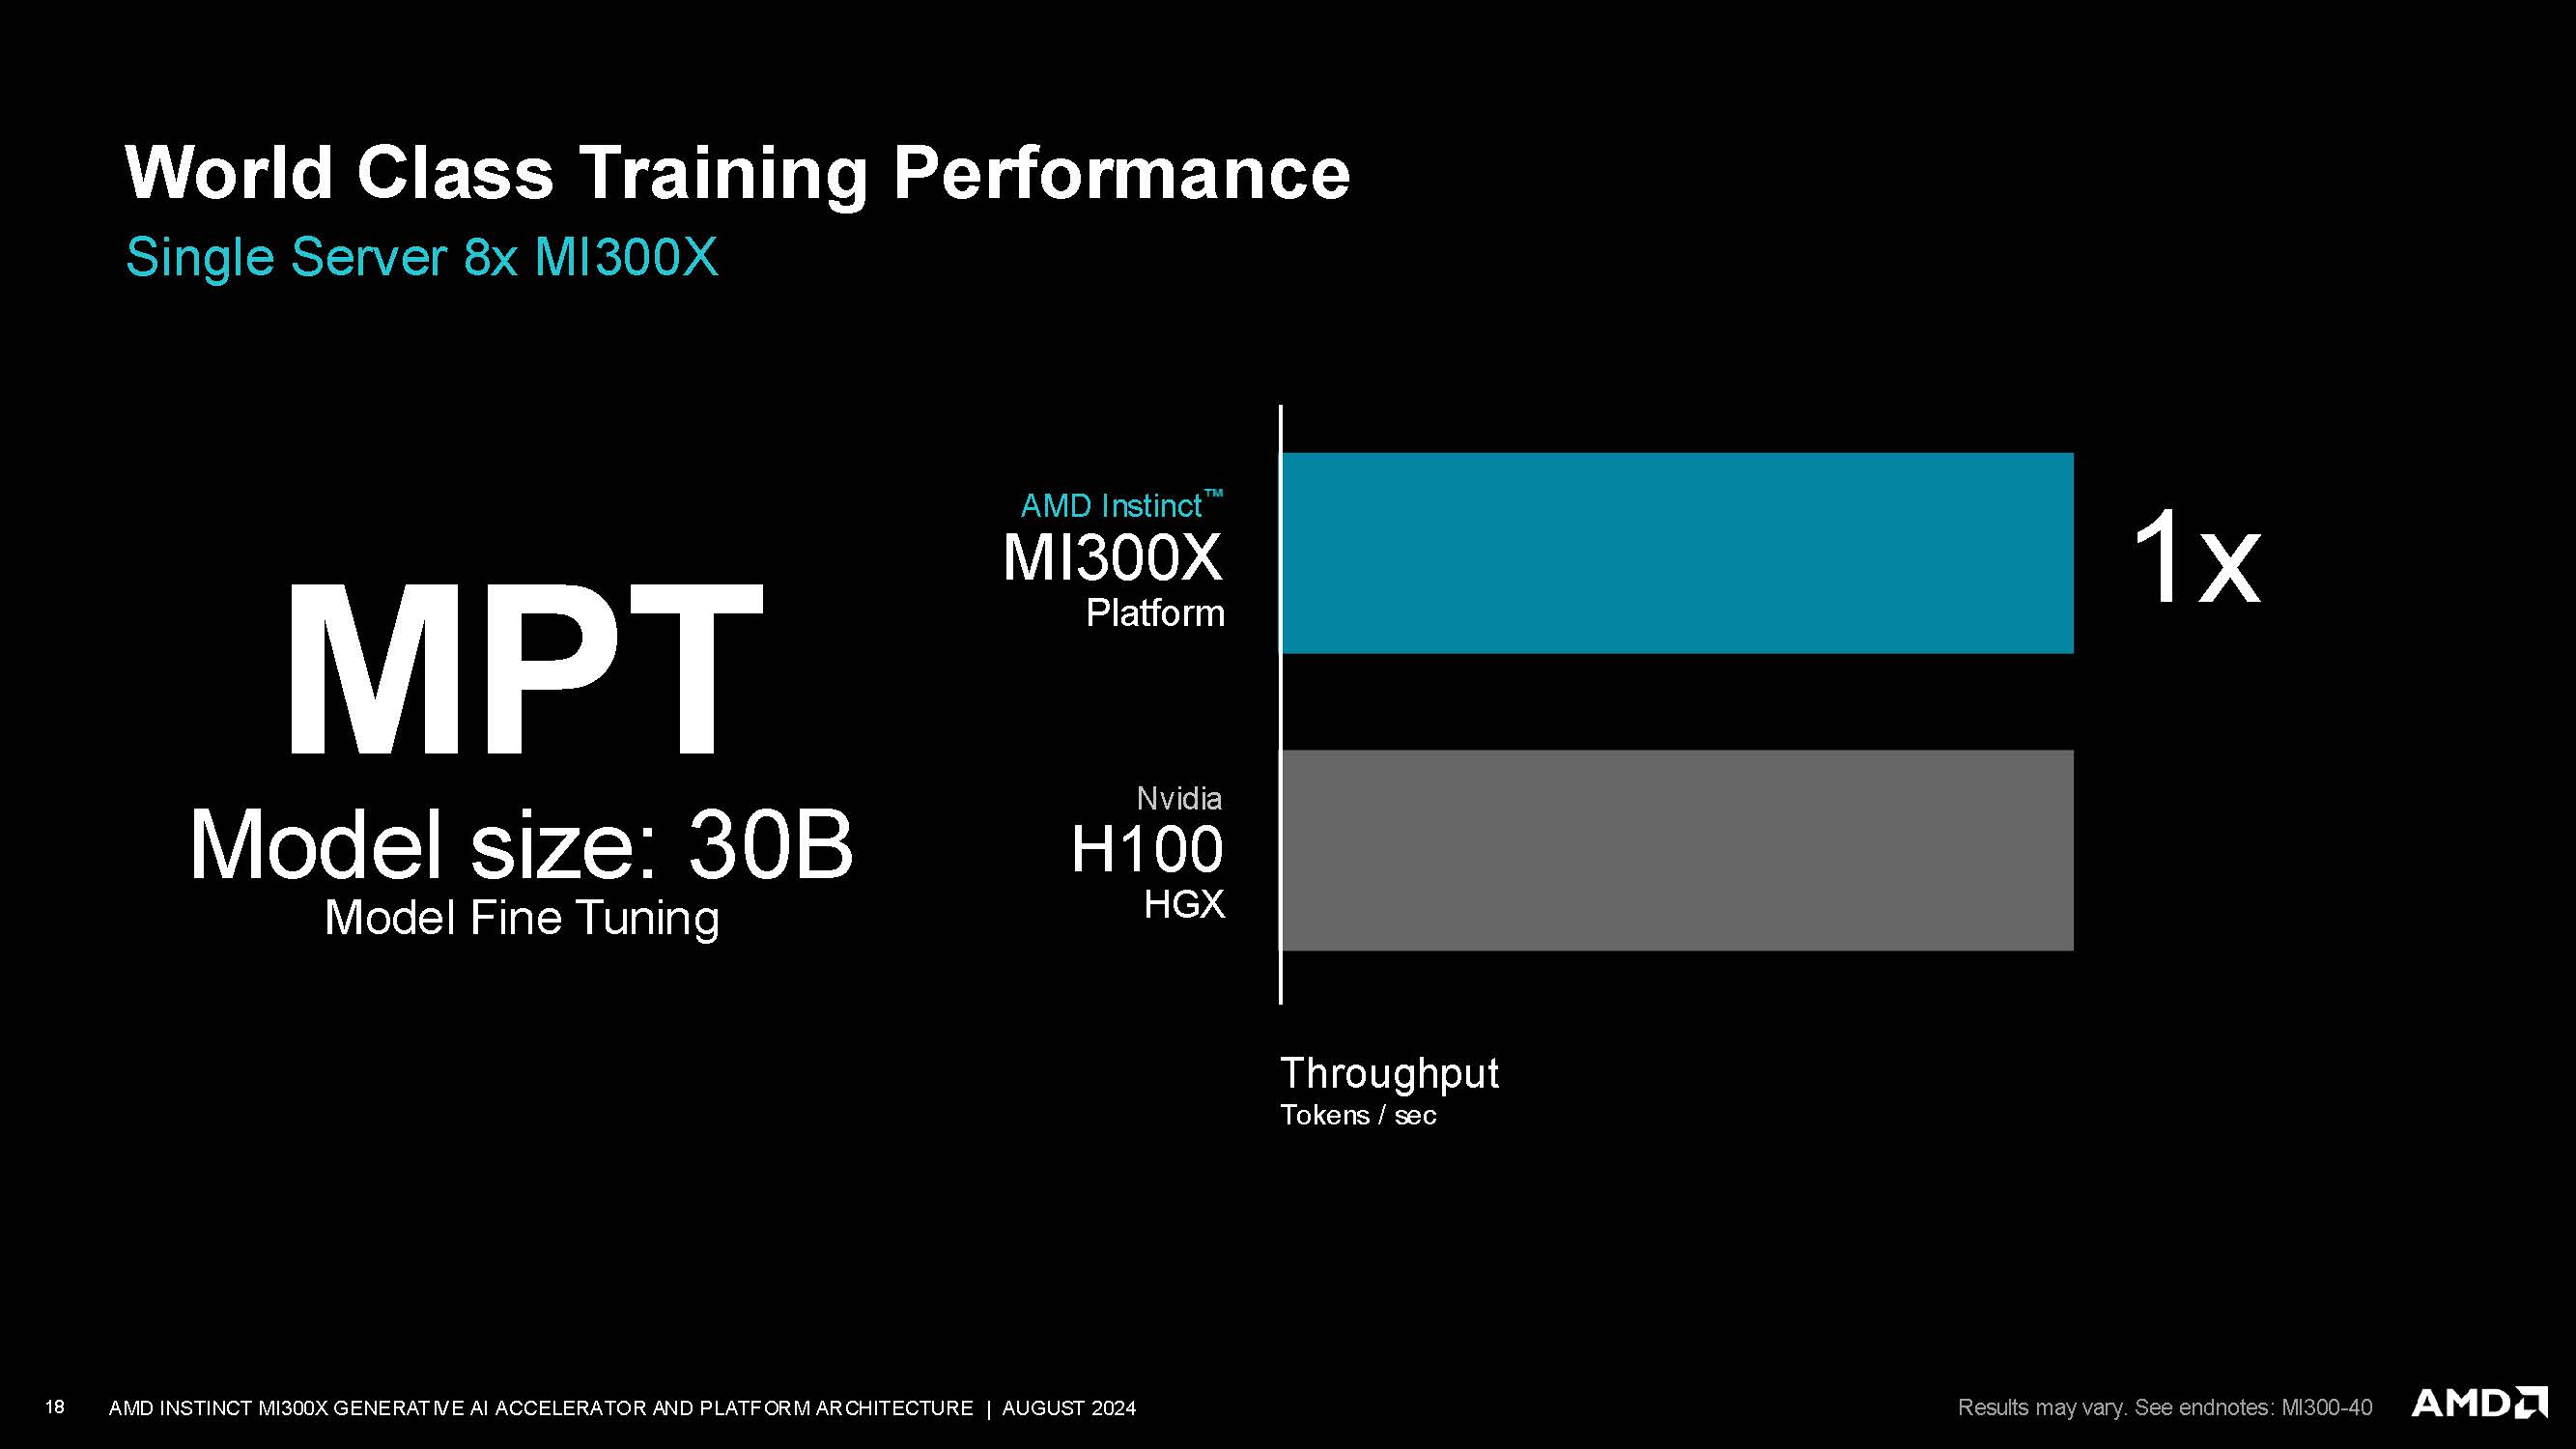 World Class Training Performance
Single Server 8x MI300X
MPT
Model size: 30B
Model Fine Tuning
AMD Instinct™
MI300X
Platform
1x
Nvidia
H100
HGX
Throughput
Tokens / sec
18 AMD INSTINCT MI300X GENERATIVE AI ACCELERATOR AND PLATFORM ARCHITECTURE | AUGUST 2024
Results may vary. See endnotes: MI300-40
AMD